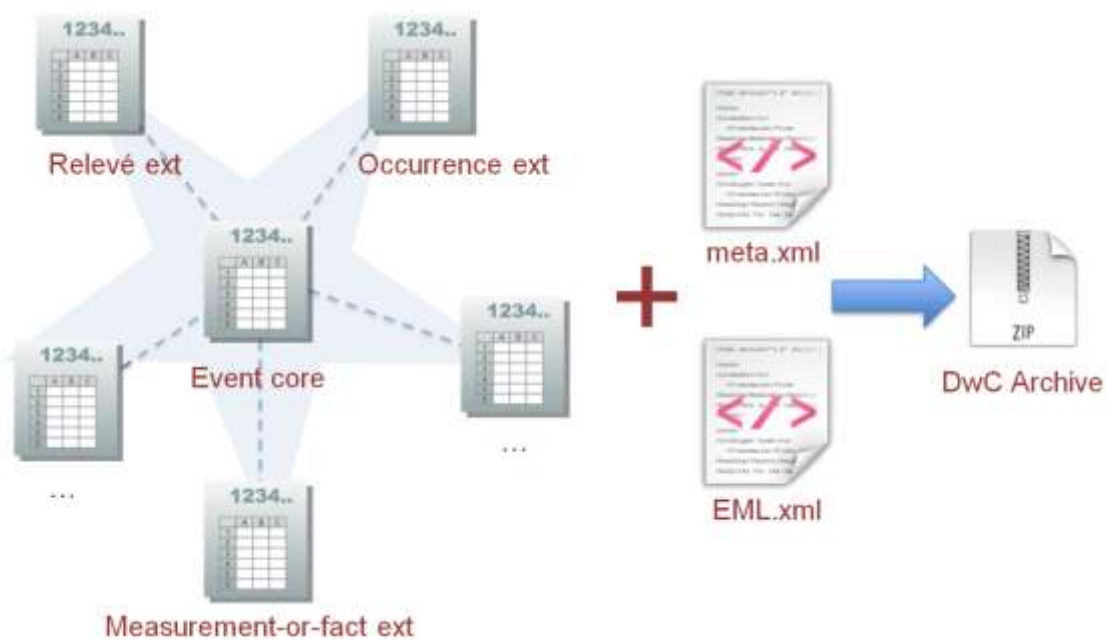 1234..
A B C
Relevé ext
1234..
A B C
Occurrence ext
1234..
A B C
Event core
1234..
A B C
...
1234..
A B C
...
1234..
A B C
Measurement-or-fact ext
</>
meta.xml
</>
EML.xml
ZIP
DwC Archive